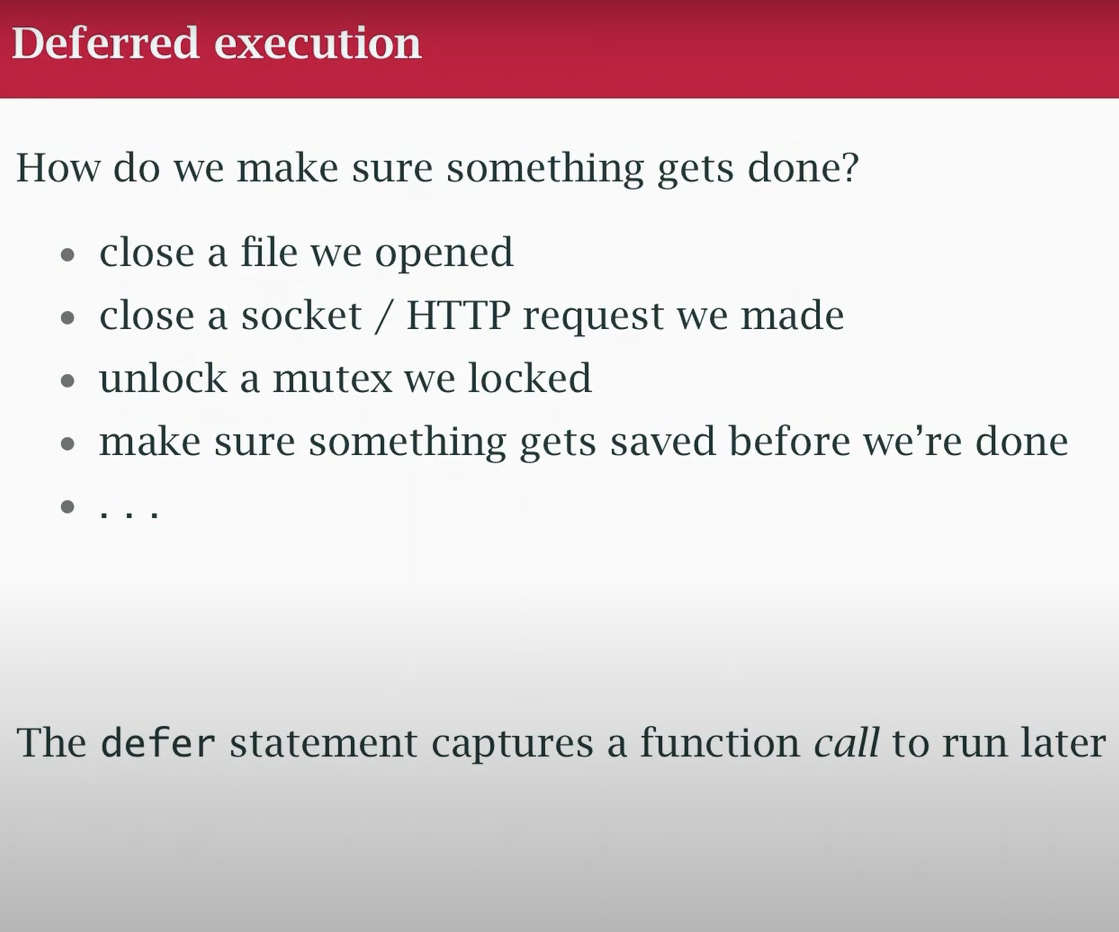 Deferred execution
How do we make sure something gets done?
• close a file we opened
• close a socket / HTTP request we made
• unlock a mutex we locked
• make sure something gets saved before we’re done
• . . .
The defer statement captures a function call to run later